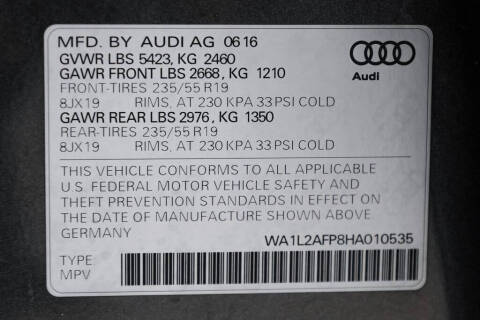 MFD. BY AUDI AG 06 16
GVWR LBS 5423, KG 2460
GAWR FRONT LBS 2668, KG 1210
FRONT-TIRES 235/55 R19
8JX19 RIMS, AT 230 KPA 33 PSI COLD
GAWR REAR LBS 2976, KG 1350
REAR-TIRES 235/55 R19
8JX19 RIMS, AT 230 KPA 33 PSI COLD
Audi
THIS VEHICLE CONFORMS TO ALL APPLICABLE
U.S. FEDERAL MOTOR VEHICLE SAFETY AND
THEFT PREVENTION STANDARDS IN EFFECT ON
THE DATE OF MANUFACTURE SHOWN ABOVE
GERMANY
WA1L2AFP8HA010535
TYPE
MPV